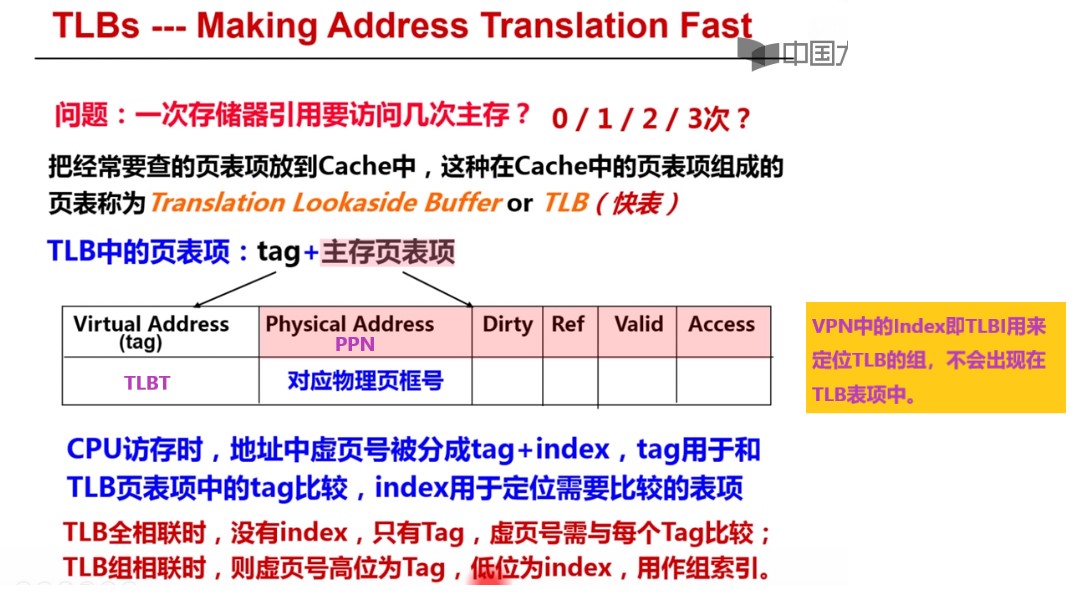 TLBs --- Making Address Translation Fast
中国
问题：一次存储器引用要访问几次主存？ 0 / 1 / 2 / 3次？
把经常要查的页表项放到Cache中，这种在Cache中的页表项组成的
页表称为Translation Lookaside Buffer or TLB（快表）
TLB中的页表项：tag+主存页表项
Virtual Address Physical Address Dirty Ref Valid Access
(tag) PPN
TLBT 对应物理页框号
VPN中的Index即TLBI用来
定位TLB的组，不会出现在
TLB表项中。
CPU访存时，地址中虚页号被分成tag+index，tag用于和
TLB页表项中的tag比较，index用于定位需要比较的表项
TLB全相联时，没有index，只有Tag，虚页号需与每个Tag比较；
TLB组相联时，则虚页号高位为Tag，低位为index，用作组索引。